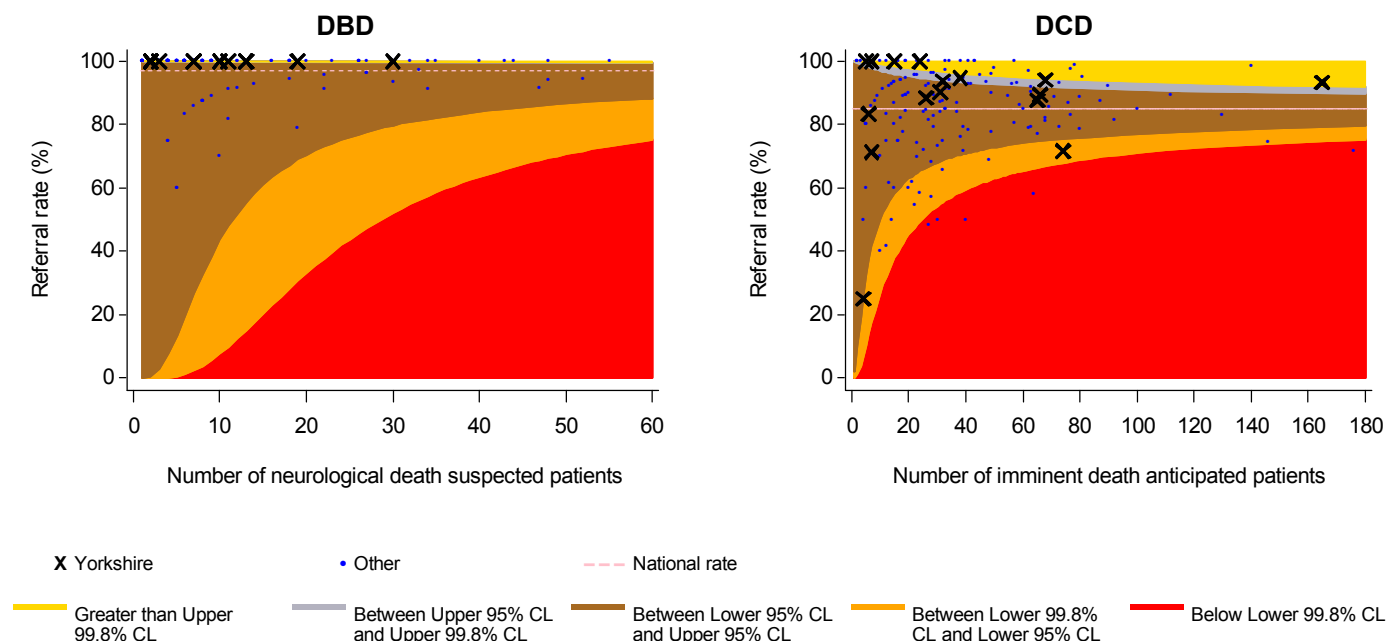 DBD
100
80
60
40
20
0
Referral rate (%)
0 10 20 30 40 50 60
Number of neurological death suspected patients
DCD
100
80
60
40
20
0
Referral rate (%)
0 20 40 60 80 100 120 140 160 180
Number of imminent death anticipated patients
X Yorkshire
Other
National rate
Greater than Upper
99.8% CL
Between Upper 95% CL
and Upper 99.8% CL
Between Lower 95% CL
and Upper 95% CL
Between Lower 99.8%
CL and Lower 95% CL
Below Lower 99.8% CL